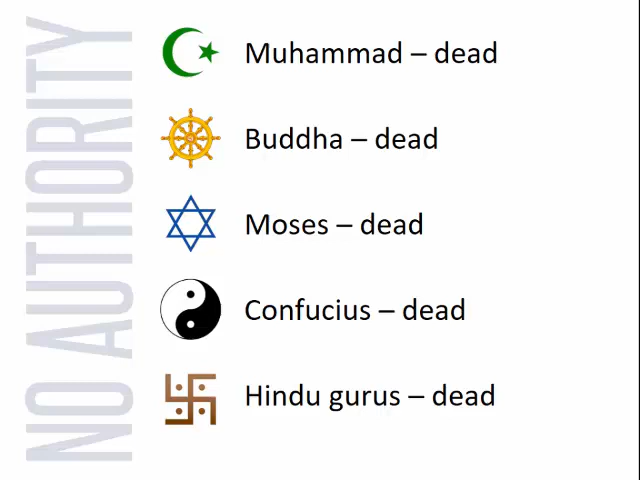 NO AUTHORITY
Muhammad – dead
Buddha – dead
Moses – dead
Confucius – dead
Hindu gurus – dead